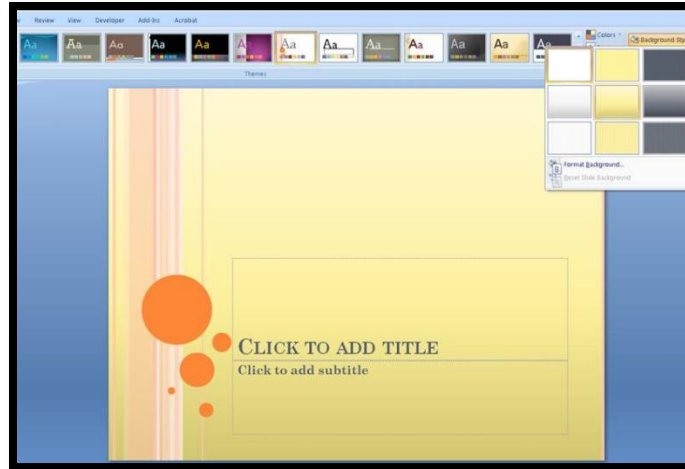 Review View Developer Add-Ins Acrobat
Aa Aa Aa Aa Aa Aa Aa Aa Aa Aa Aa Aa Aa
Colors
Background Sty
Themes
Format Background...
Reset Slide Background
CLICK TO ADD TITLE
Click to add subtitle